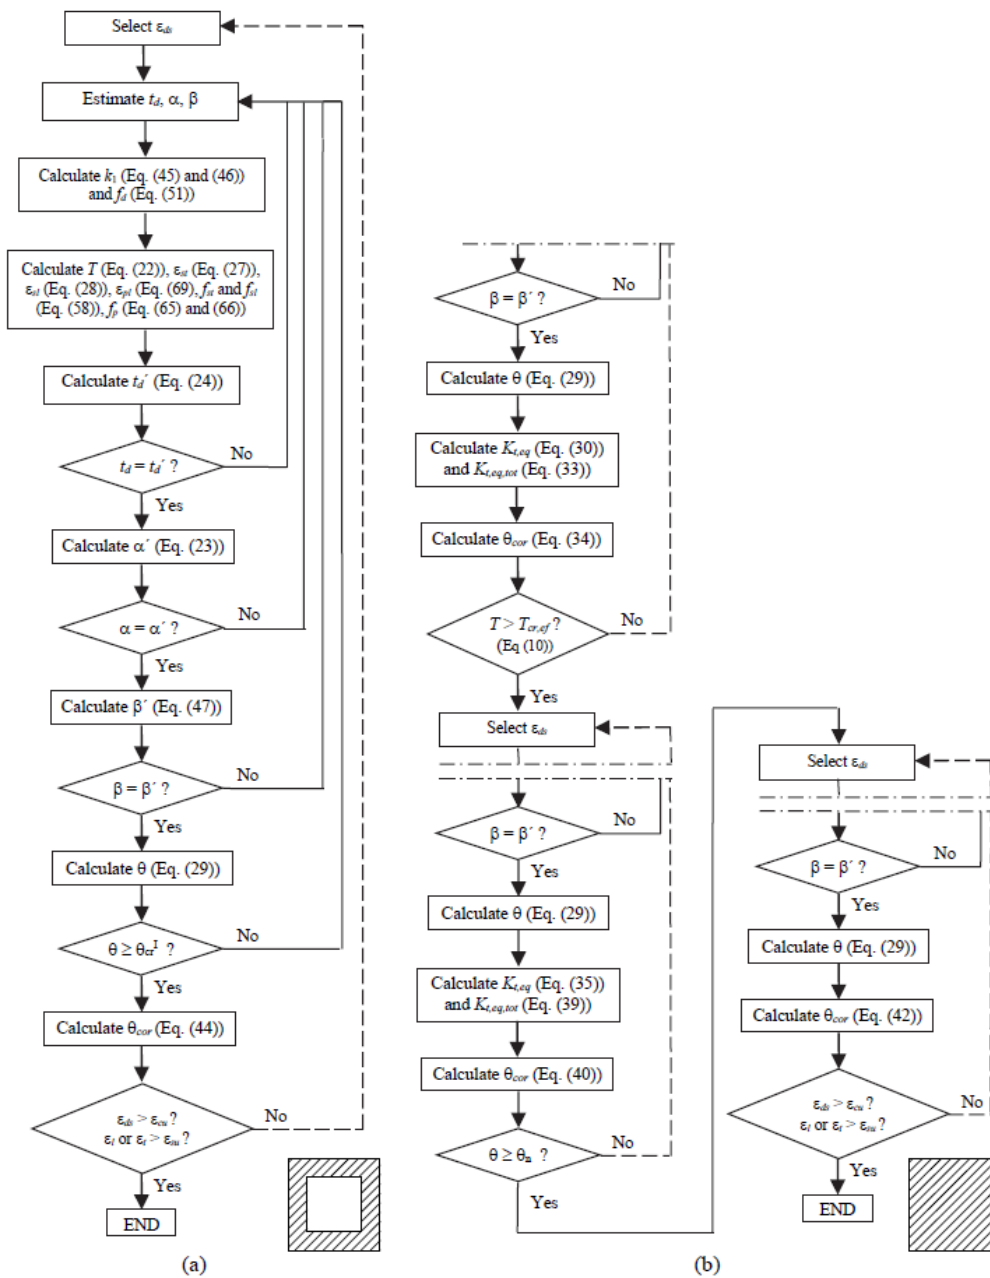 Select εds
Estimate td, α, β
Calculate k1 (Eq. (45) and (46))
and fd (Eq. (51))
Calculate T (Eq. (22)), εst (Eq. (27)),
εsl (Eq. (28)), εpl (Eq. (69), fst and fsl
(Eq. (58)), fp (Eq. (65) and (66))
Calculate td´ (Eq. (24))
td = td´ ?
No
Yes
Calculate α´ (Eq. (23))
α = α´ ?
No
Yes
Calculate β´ (Eq. (47))
β = β´ ?
No
Yes
Calculate θ (Eq. (29))
θ ≥ θcrI ?
No
Yes
Calculate θcor (Eq. (44))
εds > εcu?
εl or εt > εsu?
No
Yes
END
(a)
β = β´ ?
No
Yes
Calculate θ (Eq. (29))
Calculate Kt,eq (Eq. (30))
and Kt,eq,tot (Eq. (33))
Calculate θcor (Eq. (34))
T > Tcr,ef?
(Eq (10))
No
Yes
Select εds
β = β´ ?
No
Yes
Calculate θ (Eq. (29))
Calculate Kt,eq (Eq. (35))
and Kt,eq,tot (Eq. (39))
Calculate θcor (Eq. (40))
θ ≥ θn ?
No
Yes
Select εds
β = β´ ?
No
Yes
Calculate θ (Eq. (29))
Calculate θcor (Eq. (42))
εds > εcu?
εl or εt > εsu?
No
Yes
END
(b)